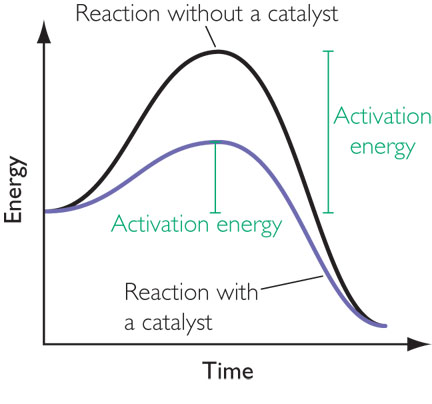 Reaction without a catalyst
Activation
energy
Energy
Activation energy
Reaction with
a catalyst
Time